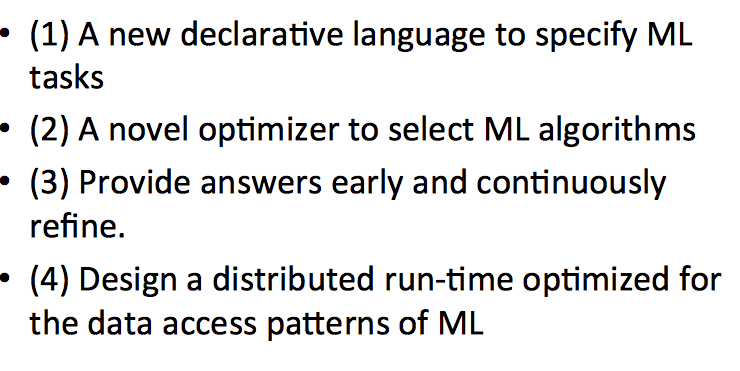 • (1) A new declarative language to specify ML
tasks
• (2) A novel optimizer to select ML algorithms
• (3) Provide answers early and continuously
refine.
• (4) Design a distributed run-time optimized for
the data access patterns of ML